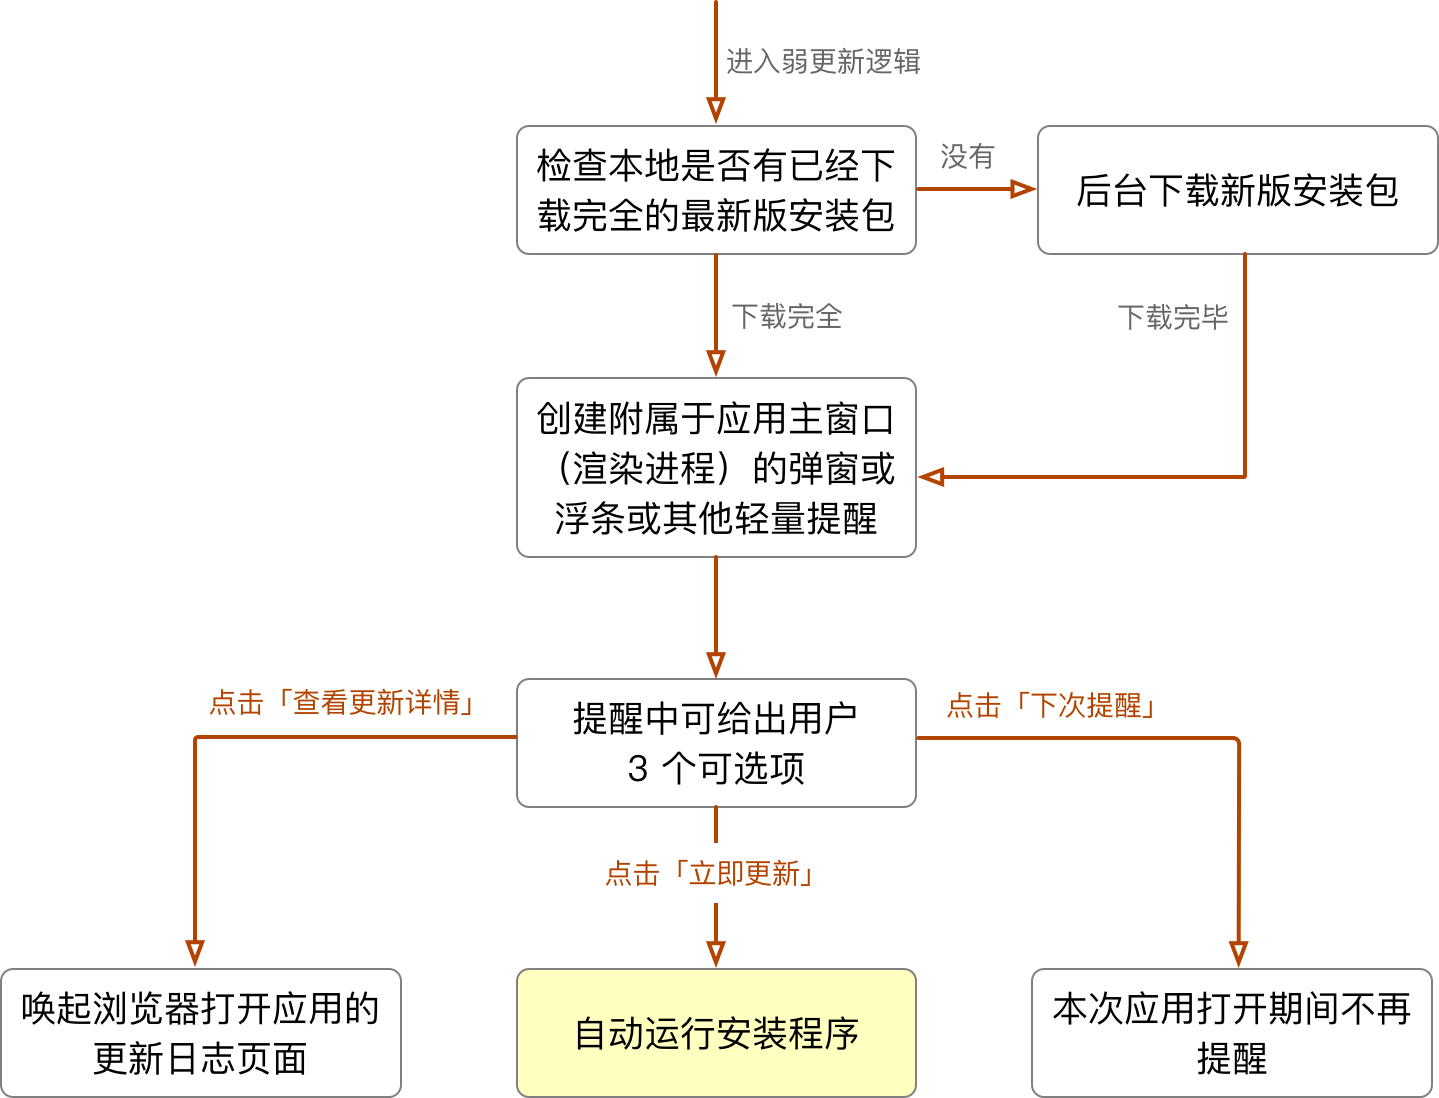 进入弱更新逻辑
检查本地是否有已经下
载完全的最新版安装包
没有
后台下载新版安装包
下载完全
下载完毕
创建附属于应用主窗口
（渲染进程）的弹窗或
浮条或其他轻量提醒
点击「查看更新详情」
提醒中可给出用户
3 个可选项
点击「下次提醒」
点击「立即更新」
唤起浏览器打开应用的
更新日志页面
自动运行安装程序
本次应用打开期间不再
提醒